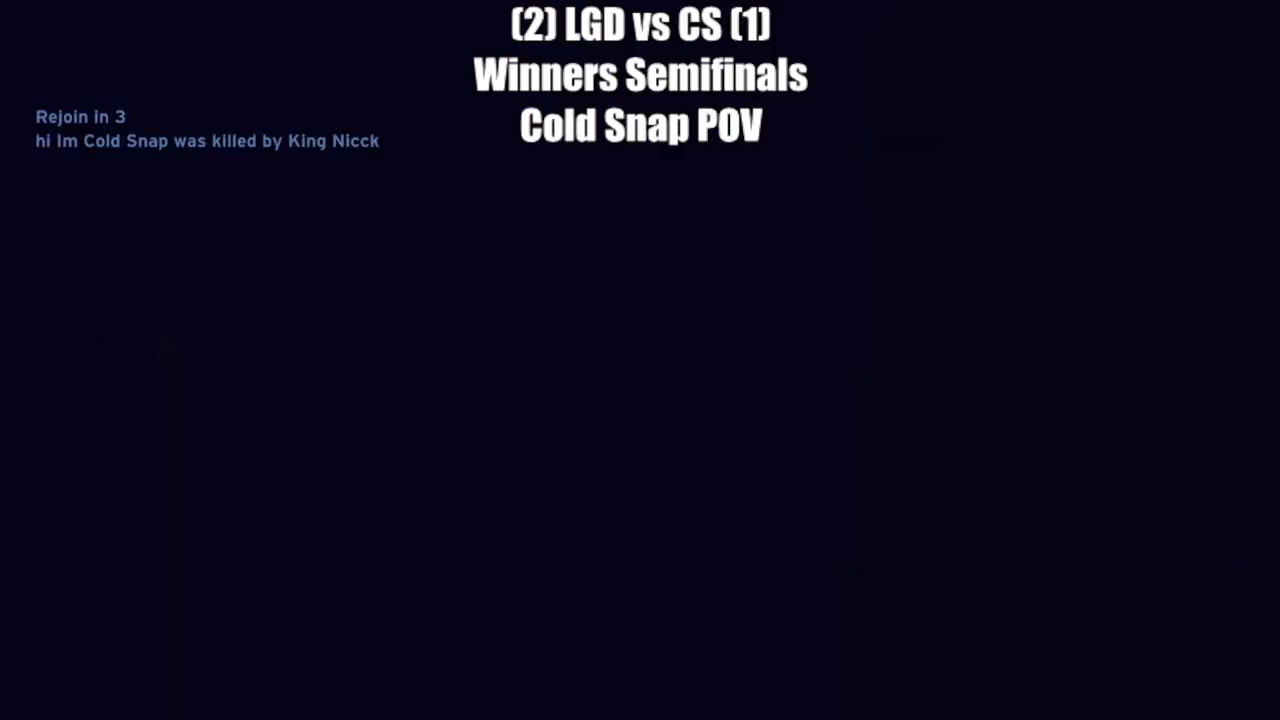 (2) LGD vs CS (1)
Winners Semifinals
Cold Snap POV
Rejoin in 3
hi Im Cold Snap was killed by King Nicck